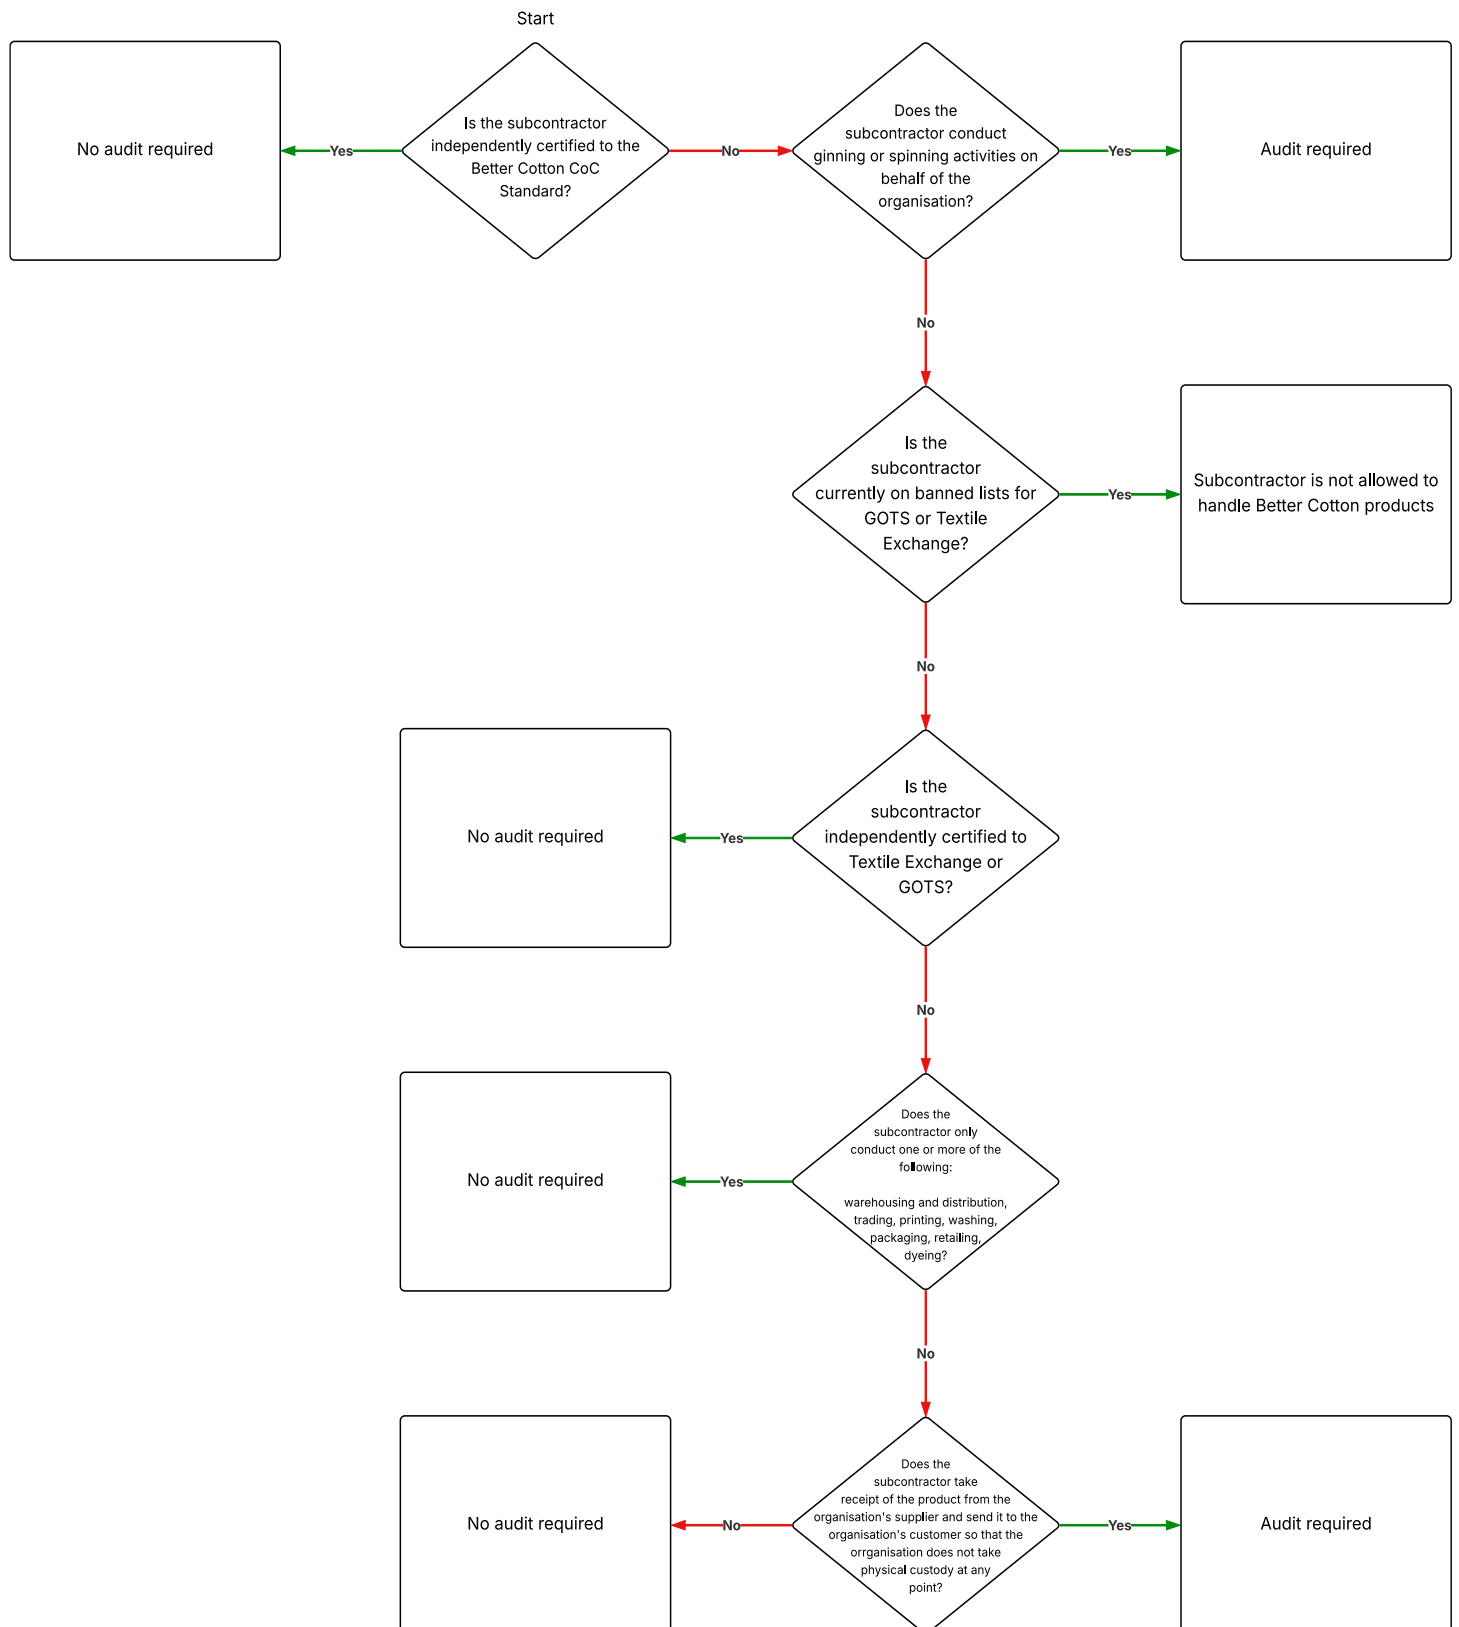 Start
No audit required
Yes
Is the subcontractor
independently certified to the
Better Cotton CoC
Standard?
No
Does the
subcontractor conduct
ginning or spinning activities on
behalf of the
organisation?
Yes
Audit required
No
Is the
subcontractor
currently on banned lists for
GOTS or Textile
Exchange?
Yes
Subcontractor is not allowed to
handle Better Cotton products
No
No audit required
Yes
Is the
subcontractor
independently certified to
Textile Exchange or
GOTS?
No
No audit required
Yes
Does the
subcontractor only
conduct one or more of the
following:
warehousing and distribution,
trading, printing, washing,
packaging, retailing,
dyeing?
No
No audit required
No
Does the
subcontractor take
receipt of the product from the
organisation's supplier and send it to the
organisation's customer so that the
orrganisation does not take
physical custody at any
point?
Yes
Audit required